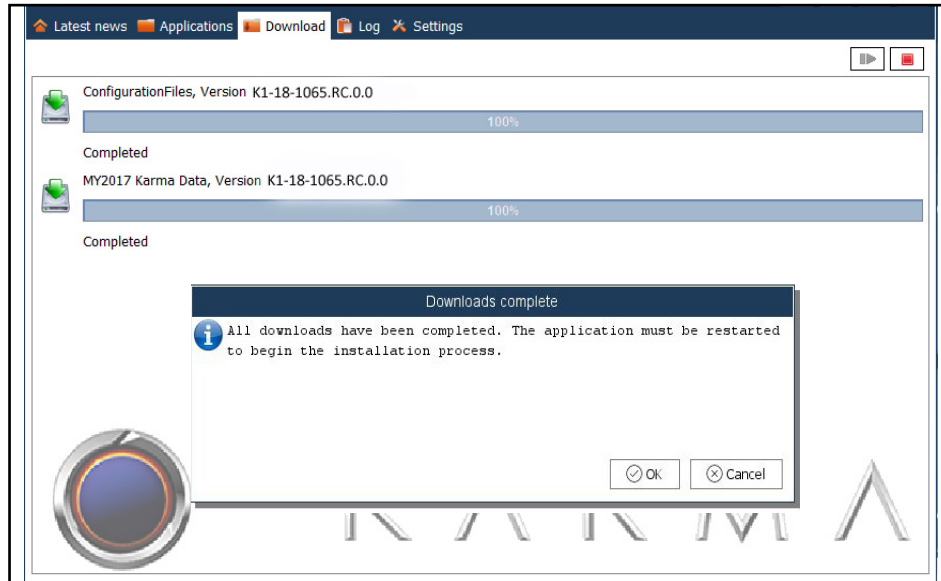 Latest news Applications Download Log Settings
ConfigurationFiles, Version K1-18-1065.RC.0.0
100%
Completed
MY2017 Karma Data, Version K1-18-1065.RC.0.0
100%
Completed
Downloads complete
All downloads have been completed. The application must be restarted
to begin the installation process.
OK Cancel
KARMA